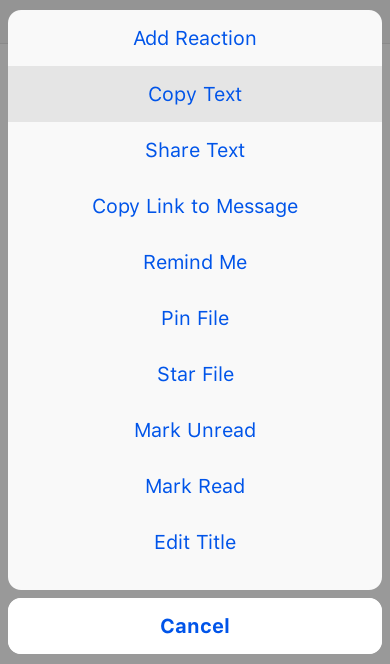 Add Reaction
Copy Text
Share Text
Copy Link to Message
Remind Me
Pin File
Star File
Mark Unread
Mark Read
Edit Title
Cancel